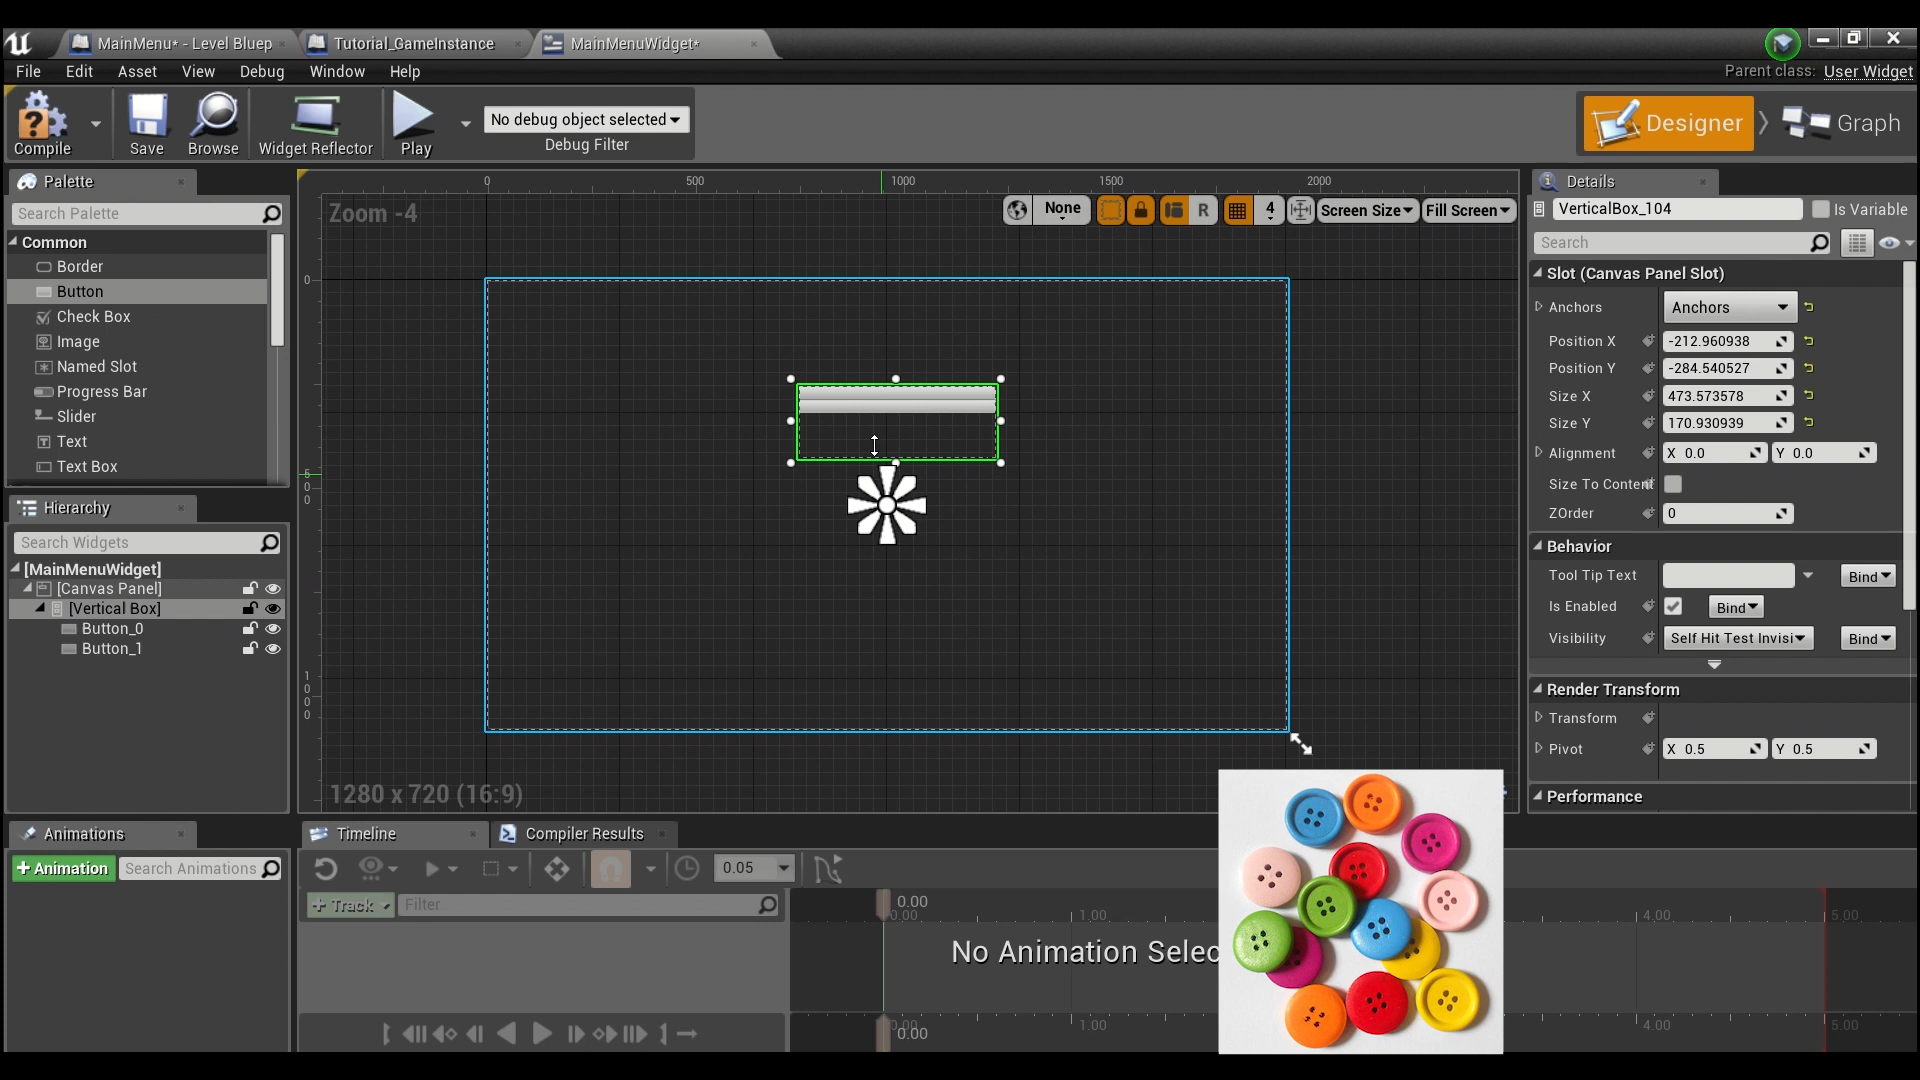 MainMenu* - Level Bluep
Tutorial_GameInstance
MainMenuWidget*
File Edit Asset View Debug Window Help
Parent class: User Widget
Compile
Save
Browse
Widget Reflector
Play
No debug object selected
Debug Filter
Designer
Graph
Palette
Search Palette
Common
Border
Button
Check Box
Image
Named Slot
Progress Bar
Slider
Text
Text Box
Hierarchy
Search Widgets
[MainMenuWidget]
[Canvas Panel]
[Vertical Box]
Button_0
Button_1
0 500 1000 1500 2000
Zoom -4
None
R
4
Screen Size
Fill Screen
0
500
1000
1280 x 720 (16:9)
Details
VerticalBox_104
Is Variable
Search
Slot (Canvas Panel Slot)
Anchors Anchors
Position X -212.960938
Position Y -284.540527
Size X 473.573578
Size Y 170.930939
Alignment X 0.0 Y 0.0
Size To Content
ZOrder 0
Behavior
Tool Tip Text Bind
Is Enabled Bind
Visibility Self Hit Test Invisi Bind
Render Transform
Transform
Pivot X 0.5 Y 0.5
Performance
Animations
+ Animation
Search Animations
Timeline
Compiler Results
0.05
+ Track
Filter
0.00
0.00 1.00 4.00 5.00
No Animation Selec
0.00 1.00 4.00 5.00
0.00